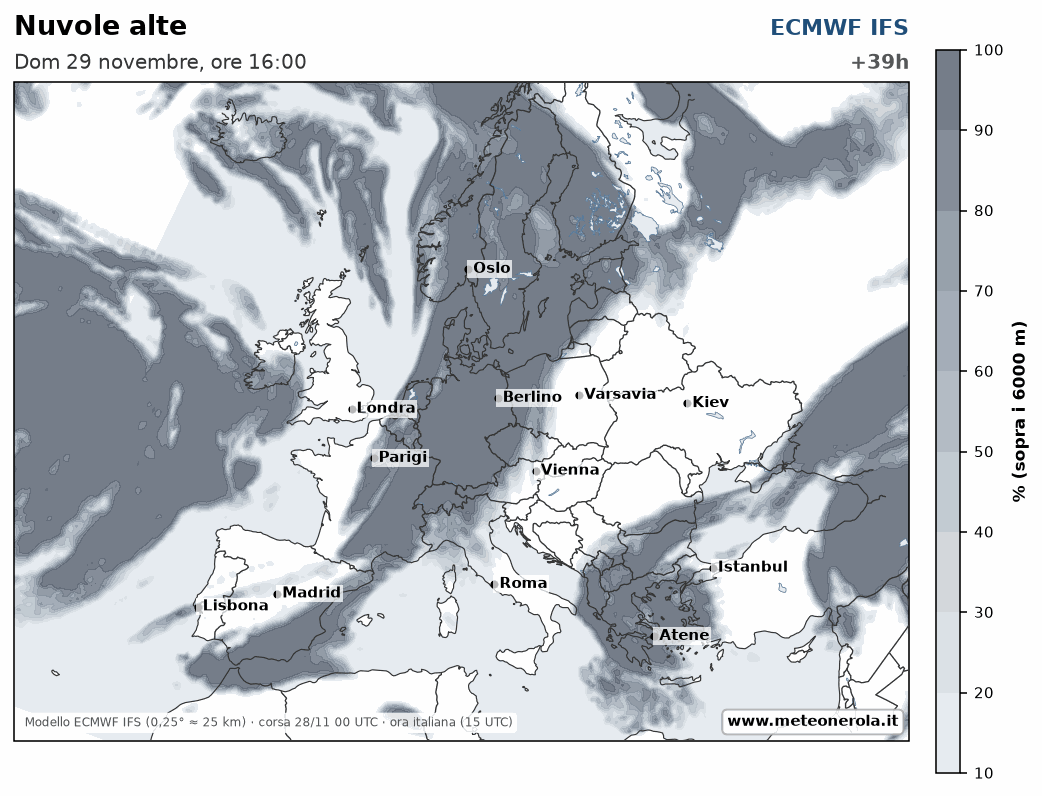 Nuvole alte
ECMWF IFS
Dom 29 novembre, ore 16:00
+39h
Oslo
Londra
Berlino
Varsavia
Kiev
Parigi
Vienna
Roma
Istanbul
Madrid
Lisbona
Atene
Modello ECMWF IFS (0,25° ≈ 25 km) · corsa 28/11 00 UTC · ora italiana (15 UTC)
www.meteonerola.it
100
90
80
70
60
50
40
30
20
10
% (sopra i 6000 m)